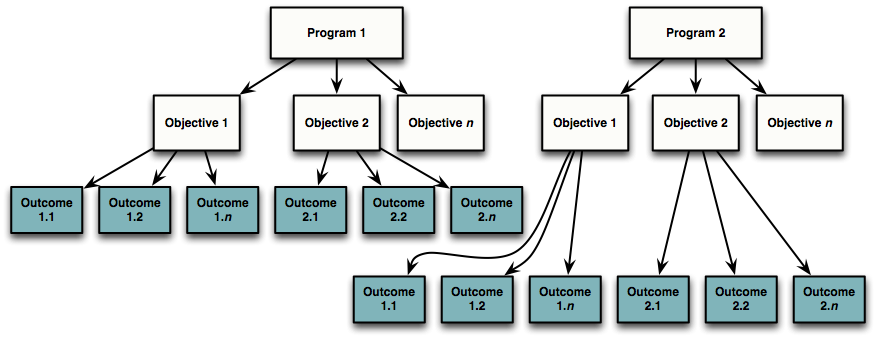 Program 1
Program 2
Objective 1
Objective 2
Objective n
Objective 1
Objective 2
Objective n
Outcome
1.1
Outcome
1.2
Outcome
1.n
Outcome
2.1
Outcome
2.2
Outcome
2.n
Outcome
1.1
Outcome
1.2
Outcome
1.n
Outcome
2.1
Outcome
2.2
Outcome
2.n